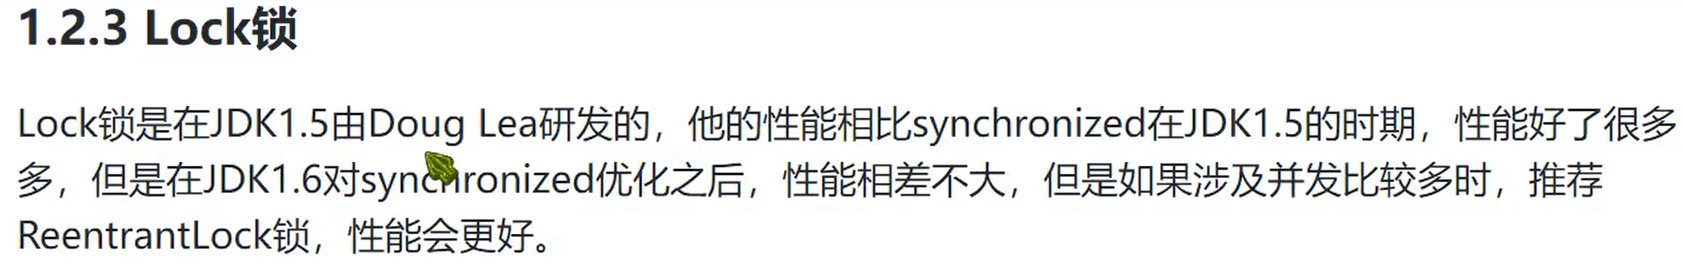 1.2.3 Lock锁
Lock锁是在JDK1.5由Doug Lea研发的，他的性能相比synchronized在JDK1.5的时期，性能好了很多
多，但是在JDK1.6对synchronized优化之后，性能相差不大，但是如果涉及并发比较多时，推荐
ReentrantLock锁，性能会更好。